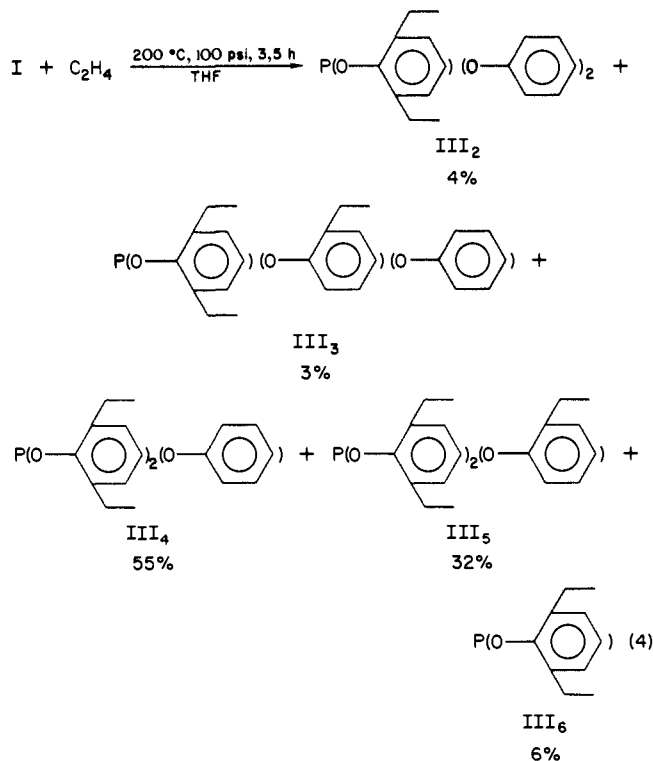 I + C₂H₄ 200 °C, 100 psi, 3,5 h THF P(O )(O )₂ +
III₂
4%
P(O )(O )(O ) +
III₃
3%
P(O )₂(O ) + P(O )₂(O ) +
III₄ III₅
55% 32%
P(O ) (4)
III₆
6%